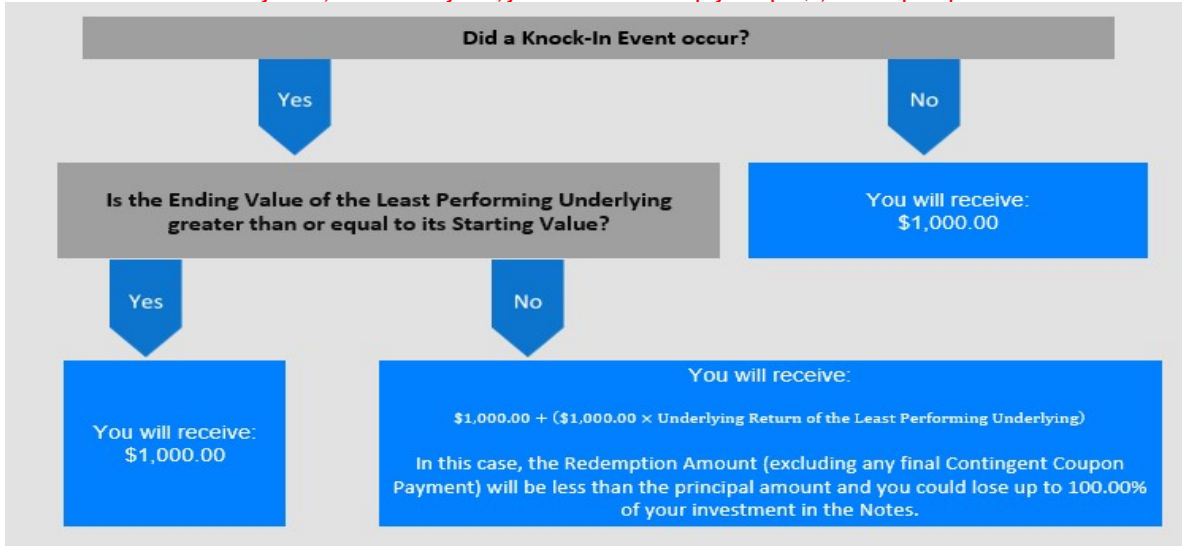 Did a Knock-In Event occur?
Yes
No
Is the Ending Value of the Least Performing Underlying
greater than or equal to its Starting Value?
You will receive:
$1,000.00
Yes
No
You will receive:
$1,000.00
You will receive:
$1,000.00 + ($1,000.00 × Underlying Return of the Least Performing Underlying)
In this case, the Redemption Amount (excluding any final Contingent Coupon
Payment) will be less than the principal amount and you could lose up to 100.00%
of your investment in the Notes.